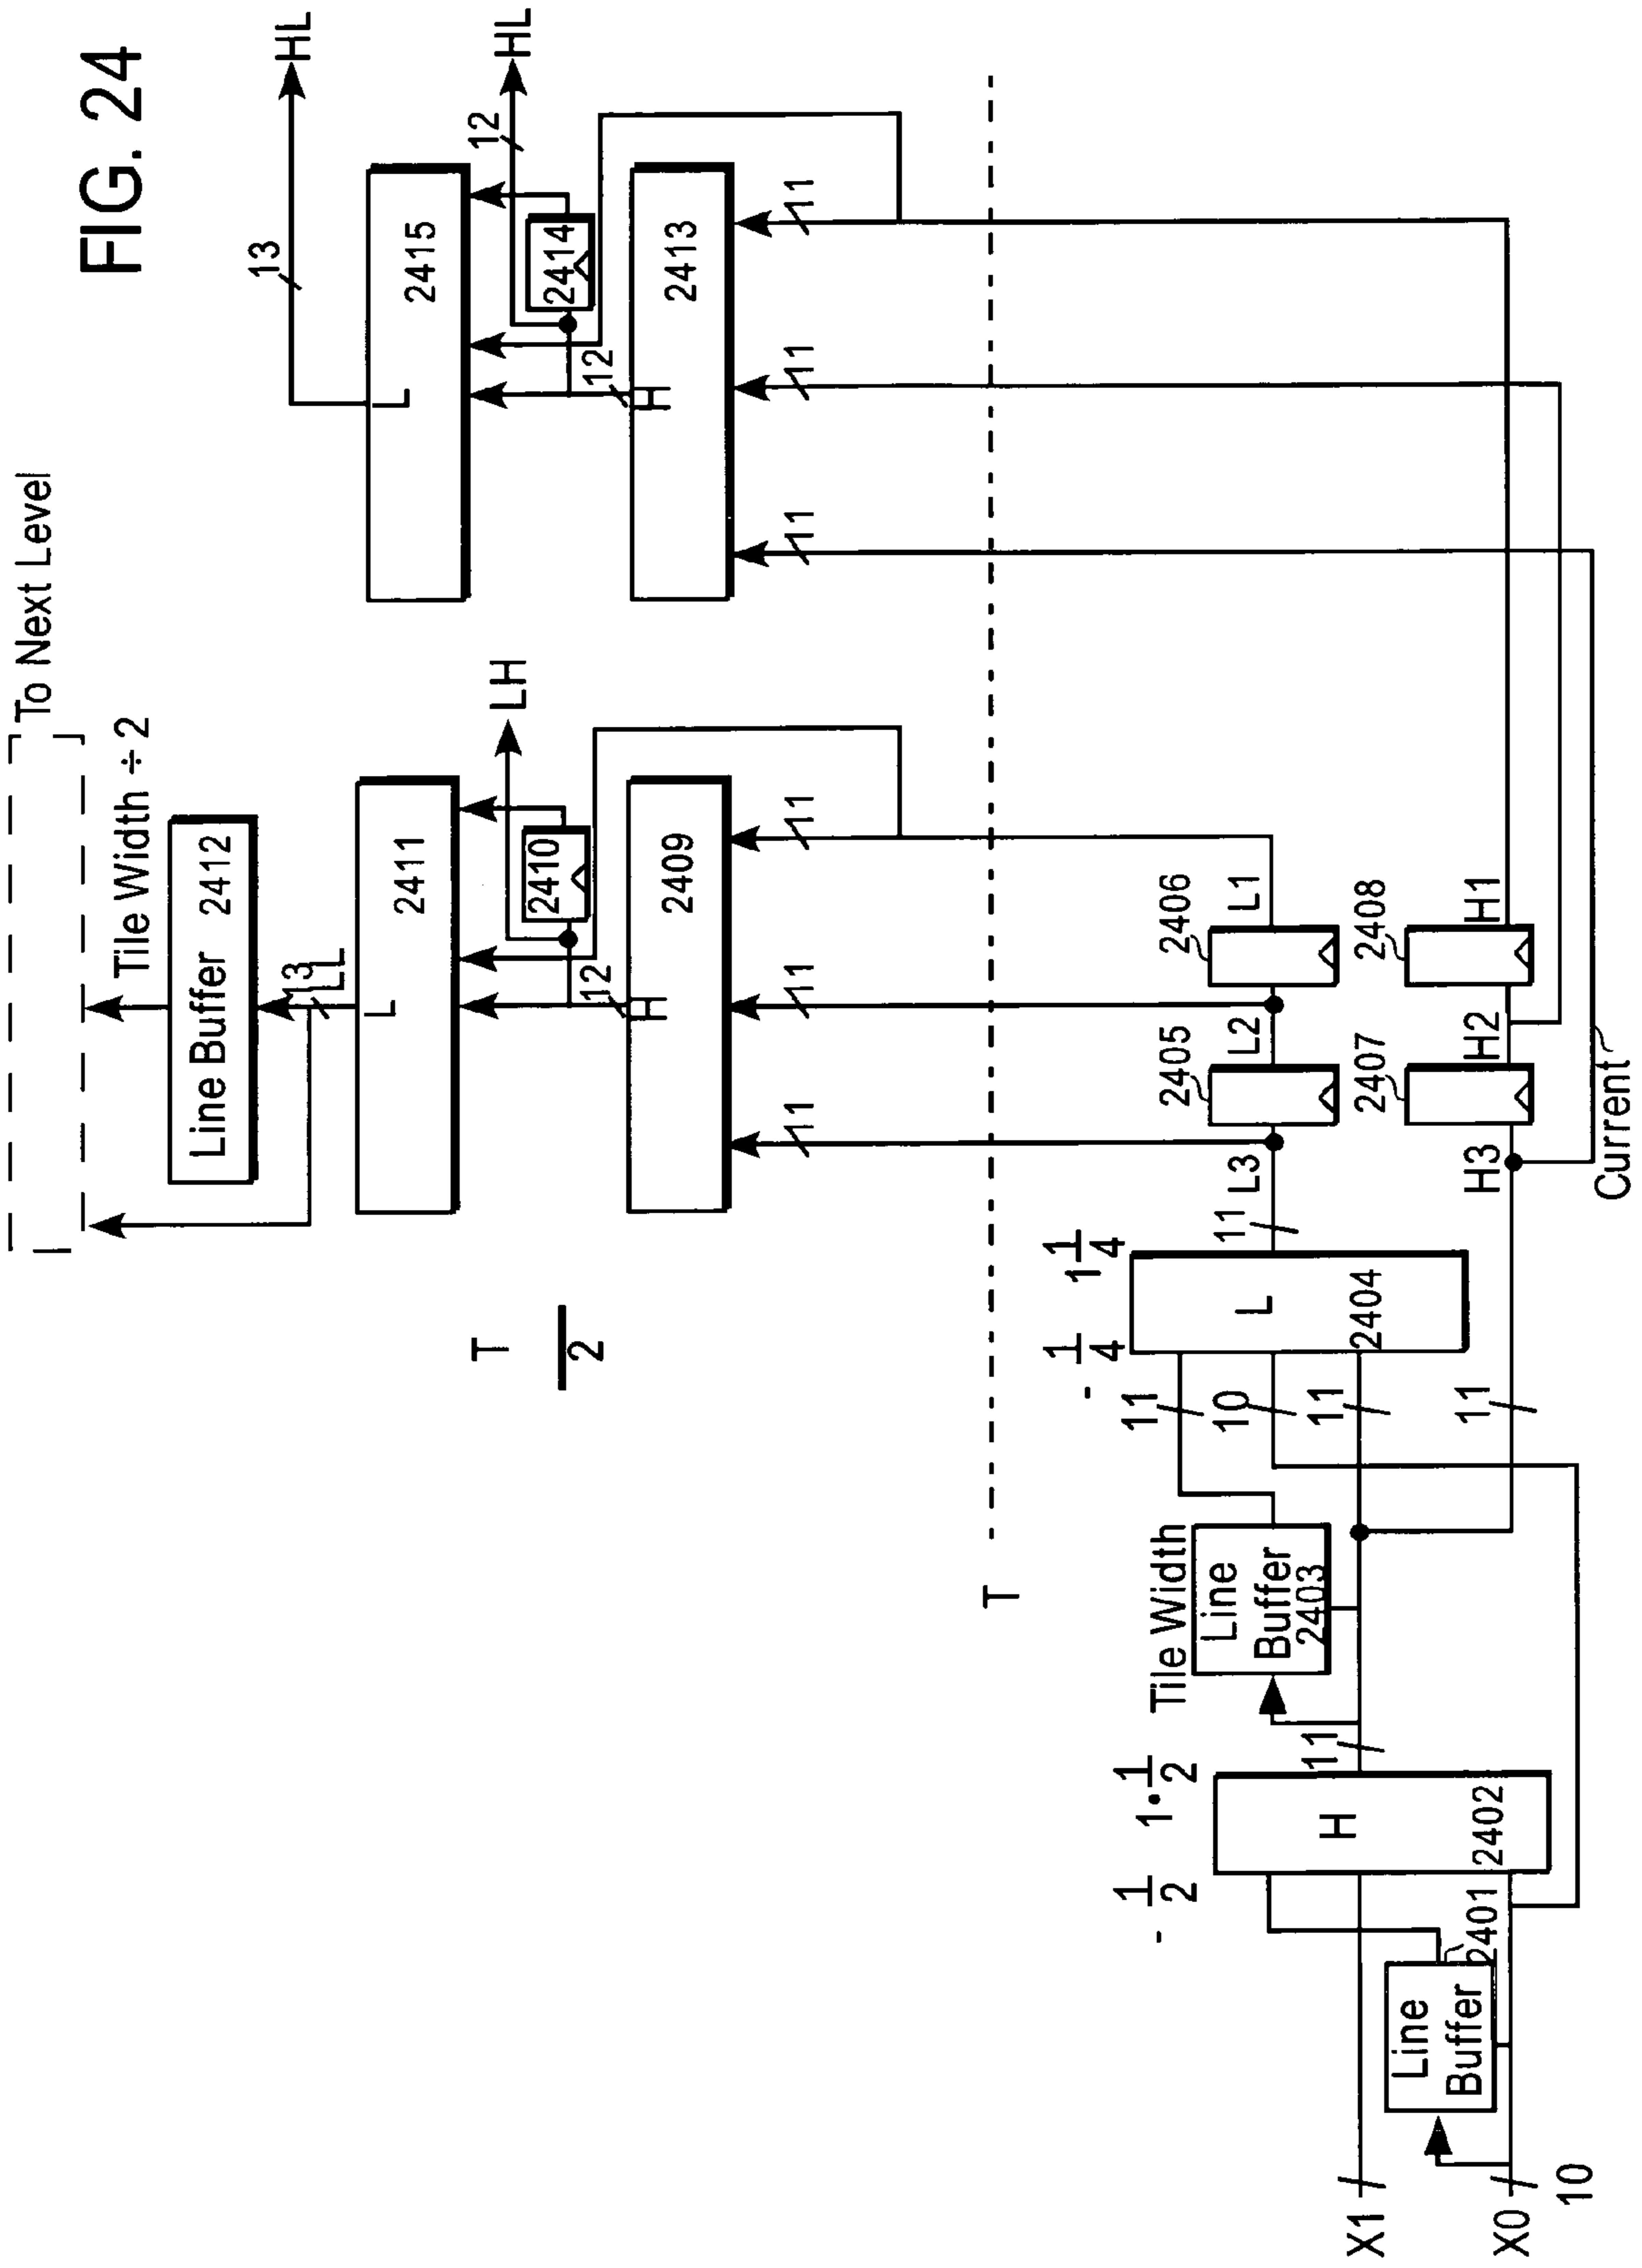 FIG. 24
To Next Level
Tile Width ÷ 2
Line Buffer 2412
13
LL
L
2411
LH
2410
12
H
2409
11
11
11
HL
13
HL
12
L
2415
2414
12
H
2413
11
11
11
T
2
T
X1
X0
10
Line
Buffer
2401
- 1
2
1 • 1
2
H
2402
11
Tile Width
Line
Buffer
2403
11
10
11
11
- 1
4
1 1
4
L
2404
11
L3
2405
L2
2406
L1
H3
2407
H2
2408
H1
Current